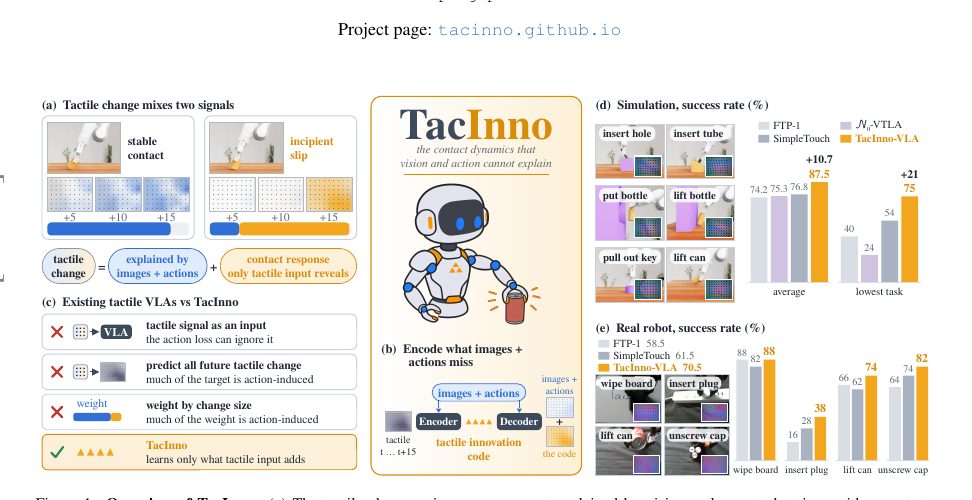 Project page: tacinno.github.io
(a) Tactile change mixes two signals
stable
contact
incipient
slip
+5 +10 +15
+5 +10 +15
tactile
change
=
explained by
images + actions
+
contact response
only tactile input reveals
(c) Existing tactile VLAs vs TacInno
VLA
tactile signal as an input
the action loss can ignore it
predict all future tactile change
much of the target is action-induced
weight
weight by change size
much of the weight is action-induced
TacInno
learns only what tactile input adds
TacInno
the contact dynamics that
vision and action cannot explain
(b) Encode what images +
actions miss
images + actions
Encoder
Decoder
tactile
t … t+15
tactile innovation
code
images +
actions
+
the code
(d) Simulation, success rate (%)
insert hole
insert tube
put bottle
lift bottle
pull out key
lift can
FTP-1
N0-VTLA
SimpleTouch
TacInno-VLA
+10.7
74.2 75.3 76.8 87.5
+21
40 24 54 75
average
lowest task
(e) Real robot, success rate (%)
FTP-1 58.5
SimpleTouch 61.5
TacInno-VLA 70.5
wipe board
insert plug
lift can
unscrew cap
88 82 88
16 28 38
66 62 74
64 74 82
wipe board insert plug lift can unscrew cap